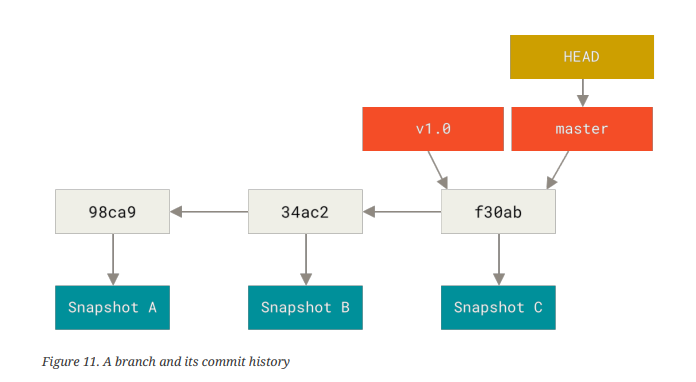 HEAD
v1.0
master
98ca9
34ac2
f30ab
Snapshot A
Snapshot B
Snapshot C
Figure 11. A branch and its commit history